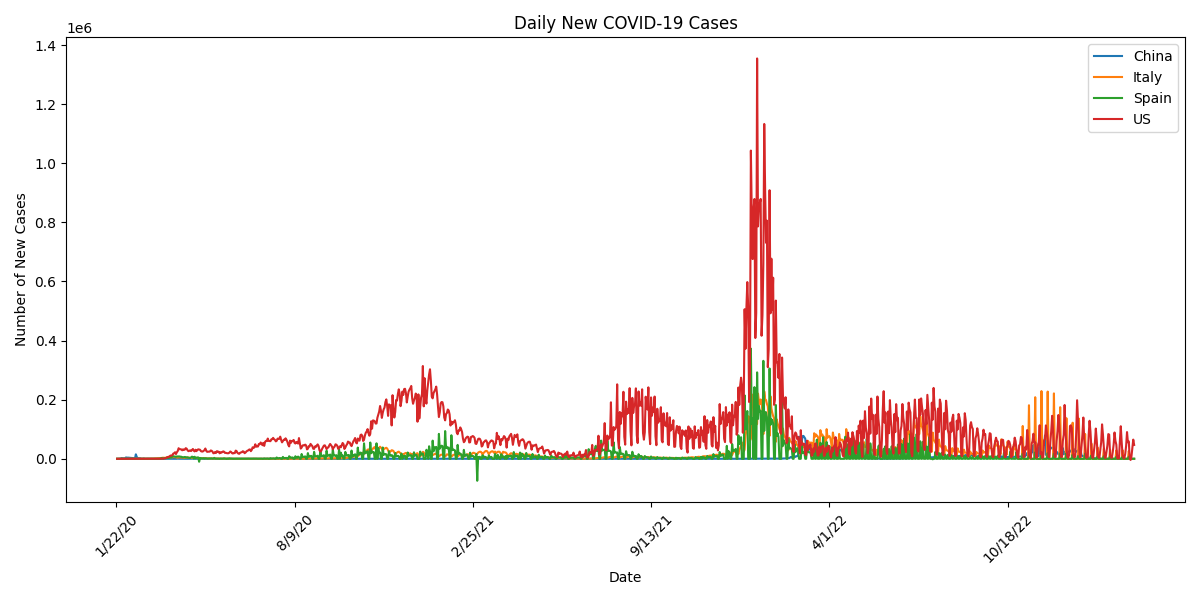 Daily New COVID-19 Cases
1e6
1.4
1.2
1.0
0.8
0.6
0.4
0.2
0.0
Number of New Cases
China
Italy
Spain
US
1/22/20
8/9/20
2/25/21
9/13/21
4/1/22
10/18/22
Date